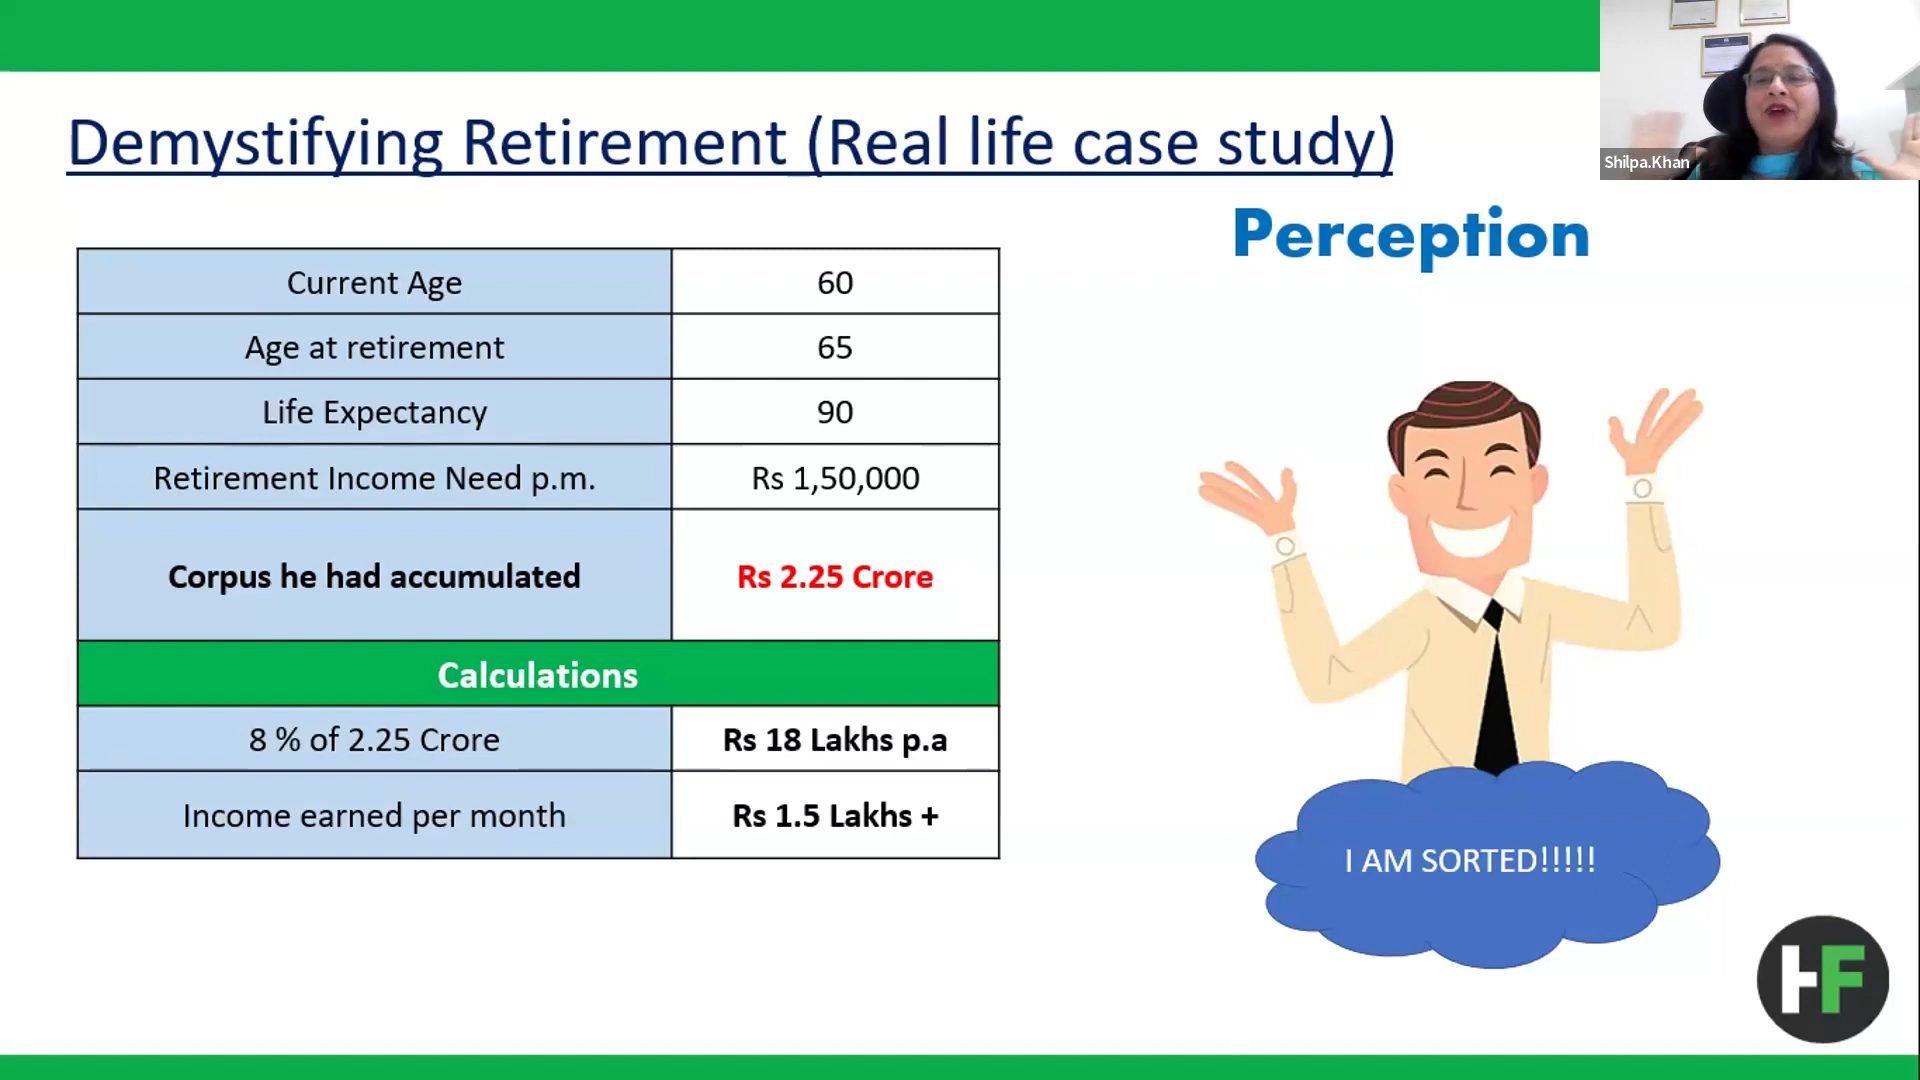 Demystifying Retirement (Real life case study)
Shilpa.Khan
Perception
Current Age 60
Age at retirement 65
Life Expectancy 90
Retirement Income Need p.m. Rs 1,50,000
Corpus he had accumulated Rs 2.25 Crore
Calculations
8 % of 2.25 Crore Rs 18 Lakhs p.a
Income earned per month Rs 1.5 Lakhs +
I AM SORTED!!!!!
HF